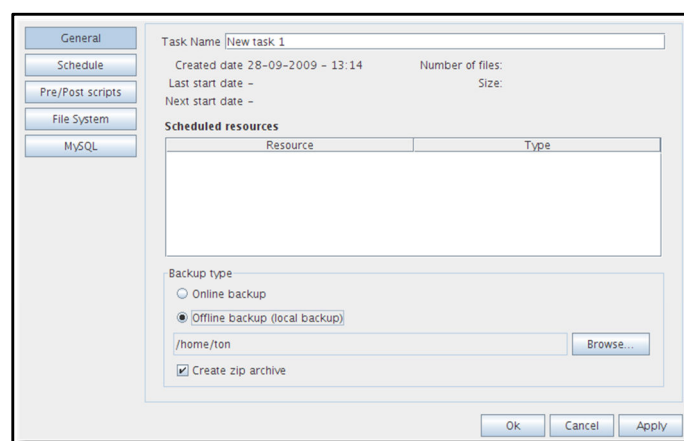 General
Schedule
Pre/Post scripts
File System
MySQL
Task Name New task 1
Created date 28-09-2009 - 13:14 Number of files:
Last start date - Size:
Next start date -
Scheduled resources
Resource Type
Backup type
Online backup
Offline backup (local backup)
/home/ton Browse...
Create zip archive
Ok Cancel Apply